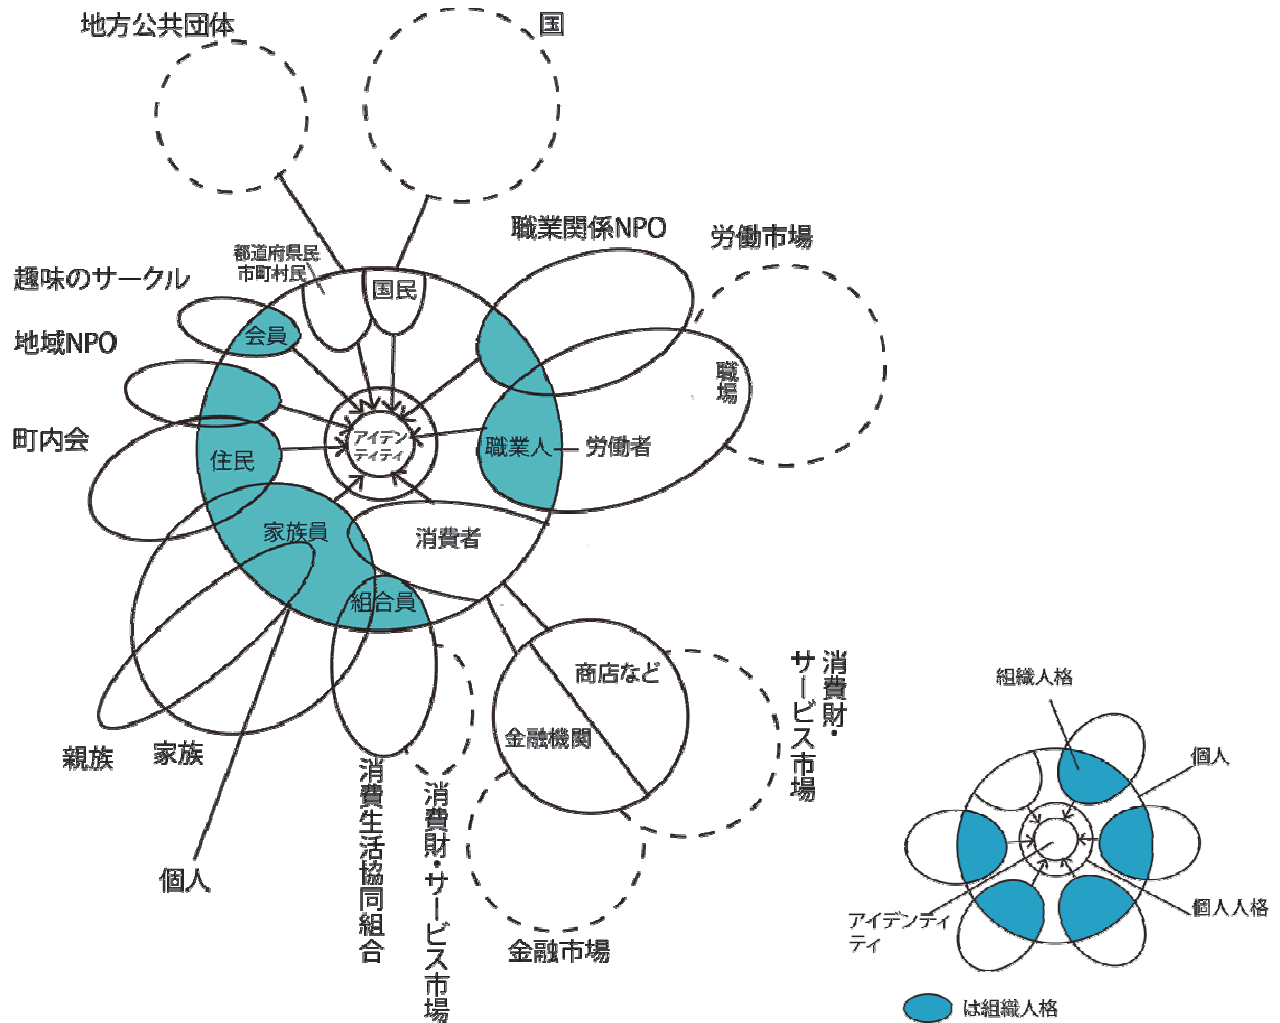 地方公共団体
国
都道府県民
市町村民
国民
職業関係NPO
労働市場
趣味のサークル
会員
地域NPO
職場
町内会
住民
アイデン
ティティ
職業人
労働者
家族員
消費者
組合員
商店など
金融機関
消費財・
サービス市場
親族
家族
個人
消費生活協同組合
消費財・サービス市場
金融市場
組織人格
個人
アイデンティ
ティ
個人人格
は組織人格